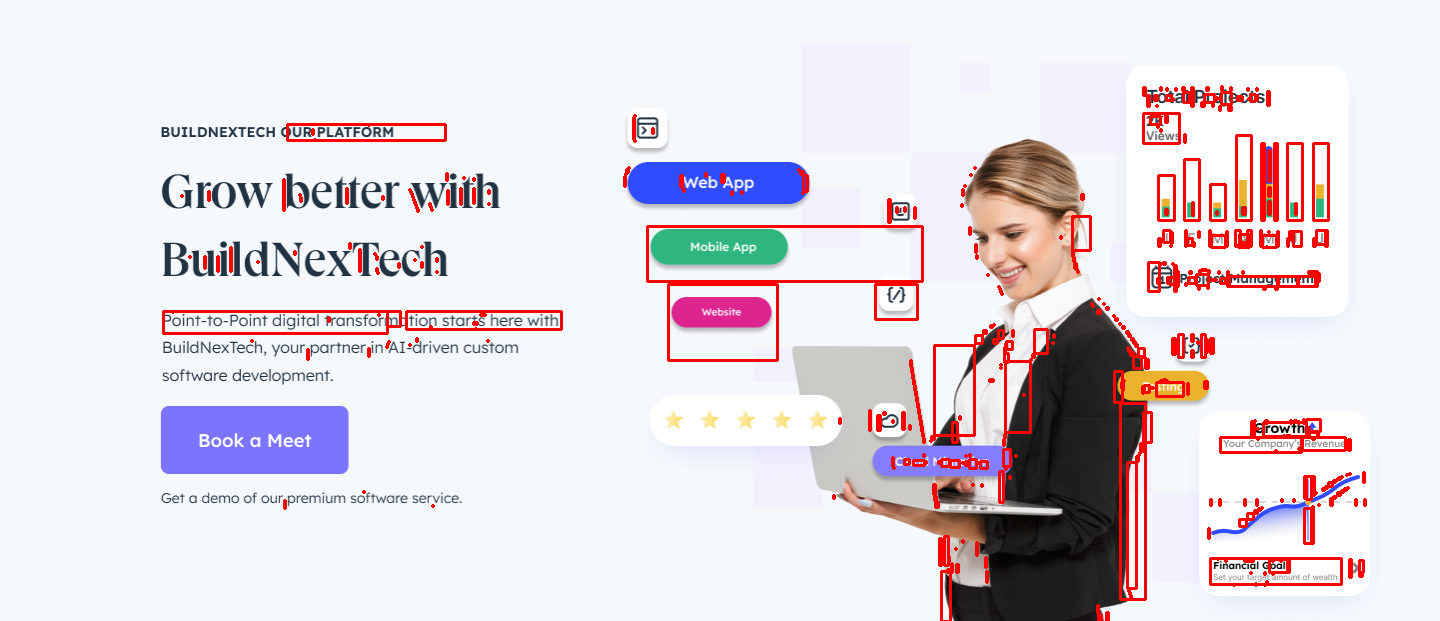 BUILDNEXTECH OUR PLATFORM
Grow better with
BuildNexTech
Point-to-Point digital transformation starts here with
BuildNexTech, your partner in AI-driven custom
software development.
Book a Meet
Get a demo of our premium software service.
Web App
Mobile App
Website
{/}
Total Projects
Views
Project Management
Growth
Your Company's Revenue
Financial Goal
Set your target amount of wealth